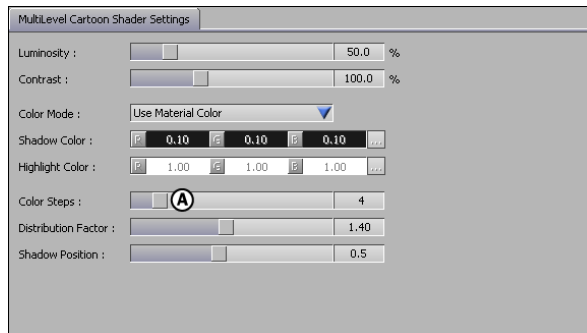 MultiLevel Cartoon Shader Settings
Luminosity : 50.0 %
Contrast : 100.0 %
Color Mode : Use Material Color
Shadow Color : R 0.10 G 0.10 B 0.10 ...
Highlight Color : R 1.00 G 1.00 B 1.00 ...
Color Steps : A 4
Distribution Factor : 1.40
Shadow Position : 0.5